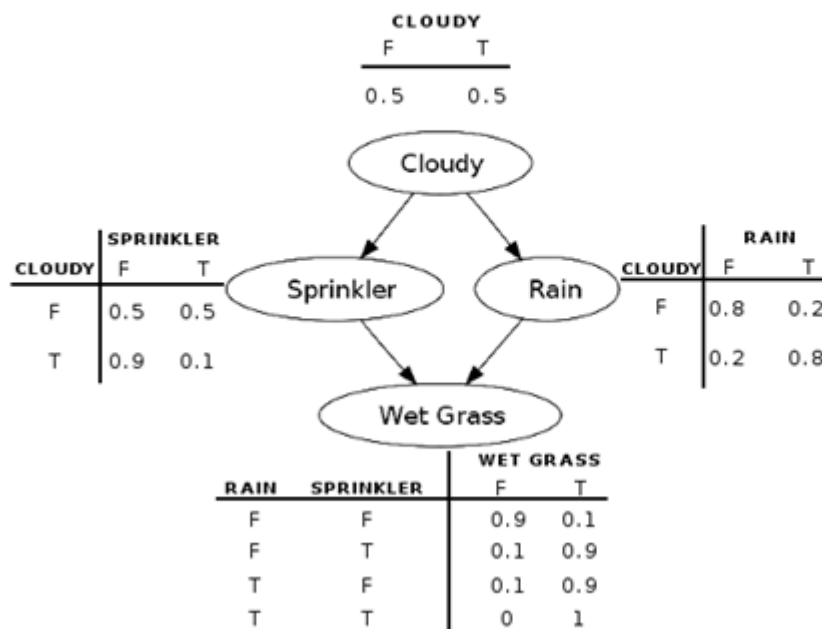 CLOUDY
F T
0.5 0.5
Cloudy
SPRINKLER
CLOUDY F T
F 0.5 0.5
T 0.9 0.1
Sprinkler
Rain
RAIN
CLOUDY F T
F 0.8 0.2
T 0.2 0.8
Wet Grass
WET GRASS
RAIN SPRINKLER F T
F F 0.9 0.1
F T 0.1 0.9
T F 0.1 0.9
T T 0 1